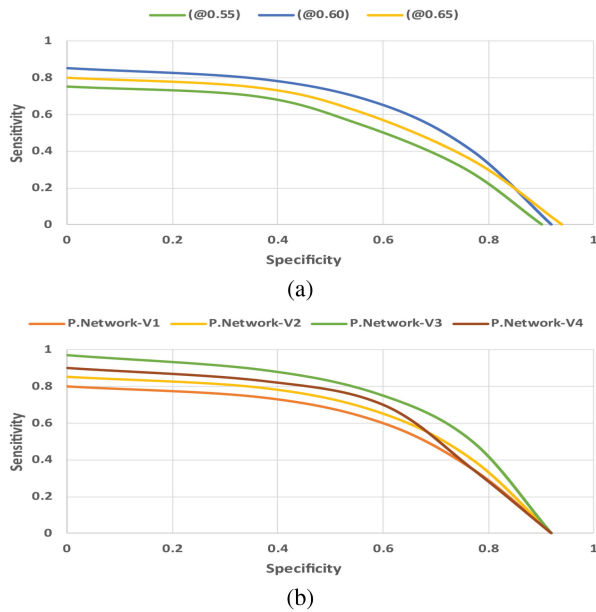 (@0.55) (@0.60) (@0.65)
1
0.8
0.6
0.4
0.2
0
Sensitivity
0 0.2 0.4 0.6 0.8 1
Specificity
(a)
P.Network-V1 P.Network-V2 P.Network-V3 P.Network-V4
1
0.8
0.6
0.4
0.2
0
Sensitivity
0 0.2 0.4 0.6 0.8 1
Specificity
(b)